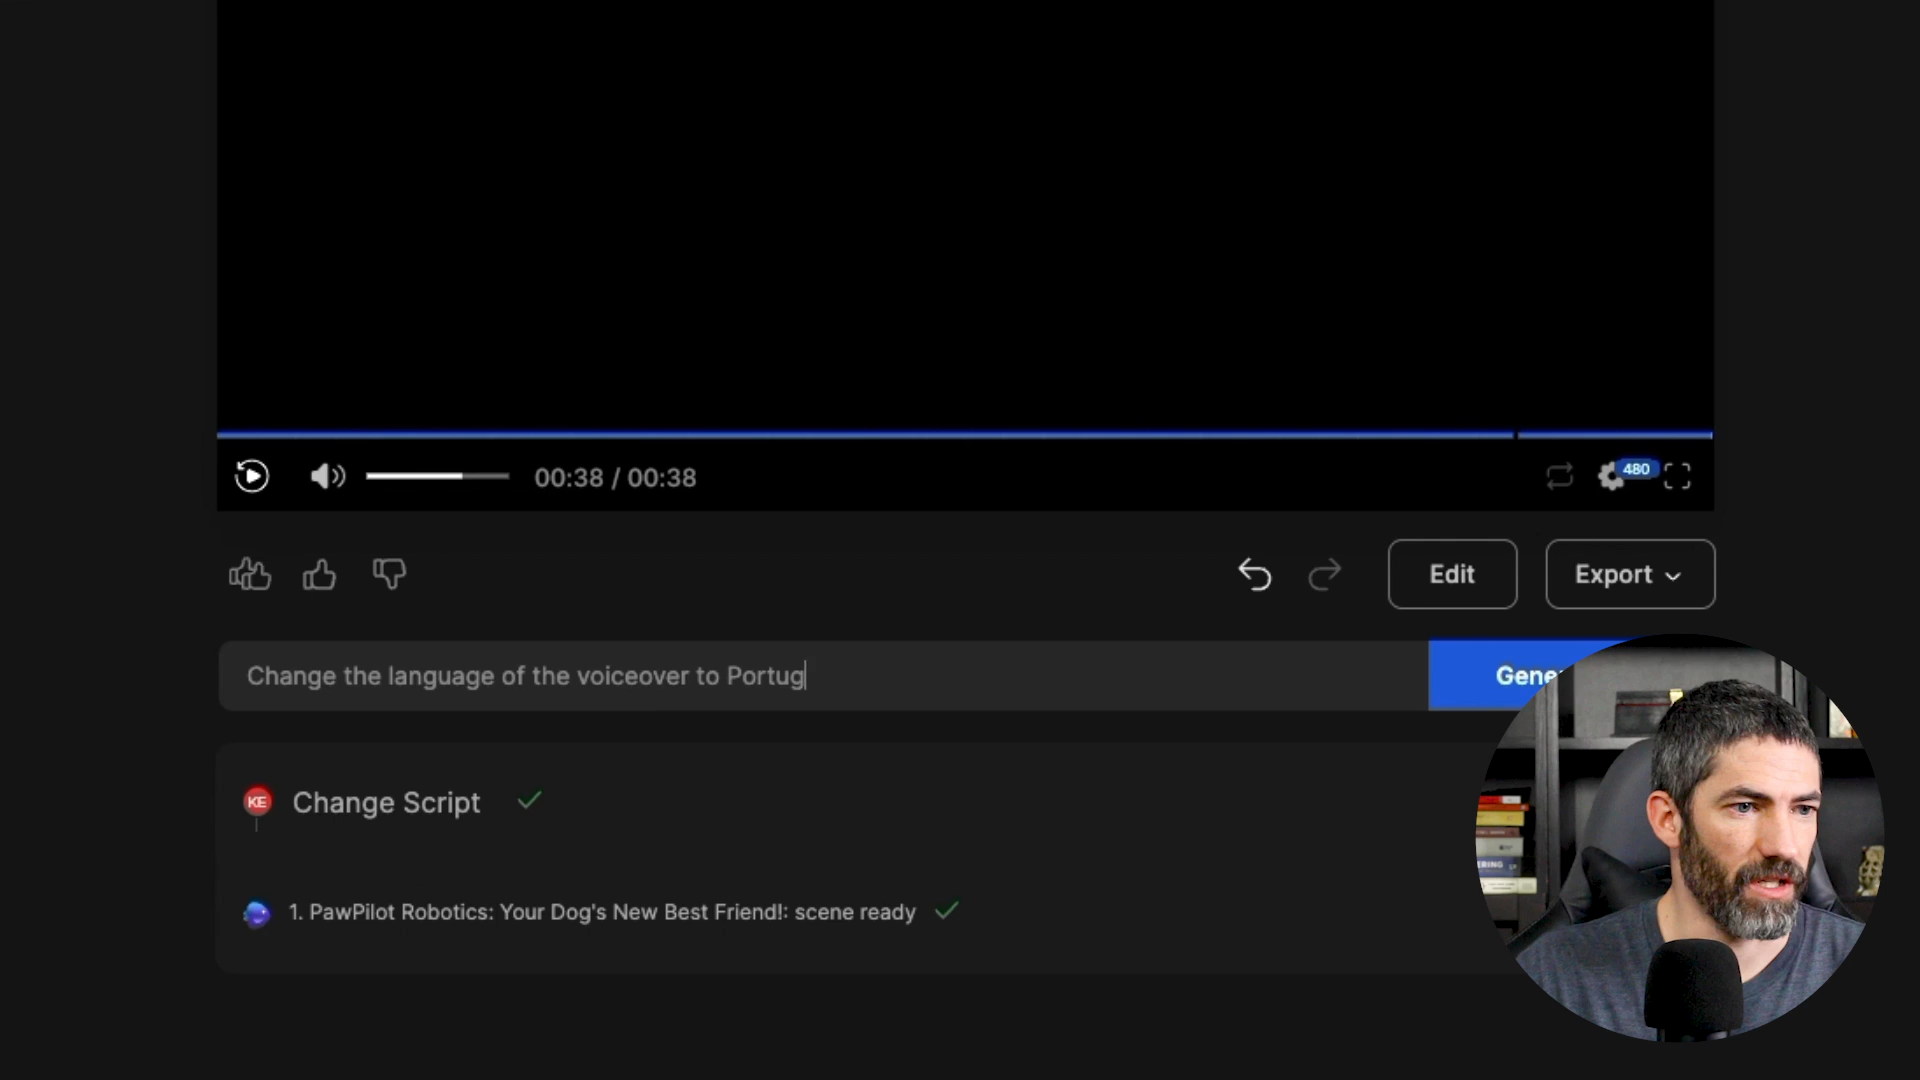 00:38 / 00:38
480
Edit
Export
Change the language of the voiceover to Portug
Gene
KE
Change Script
1. PawPilot Robotics: Your Dog's New Best Friend!: scene ready